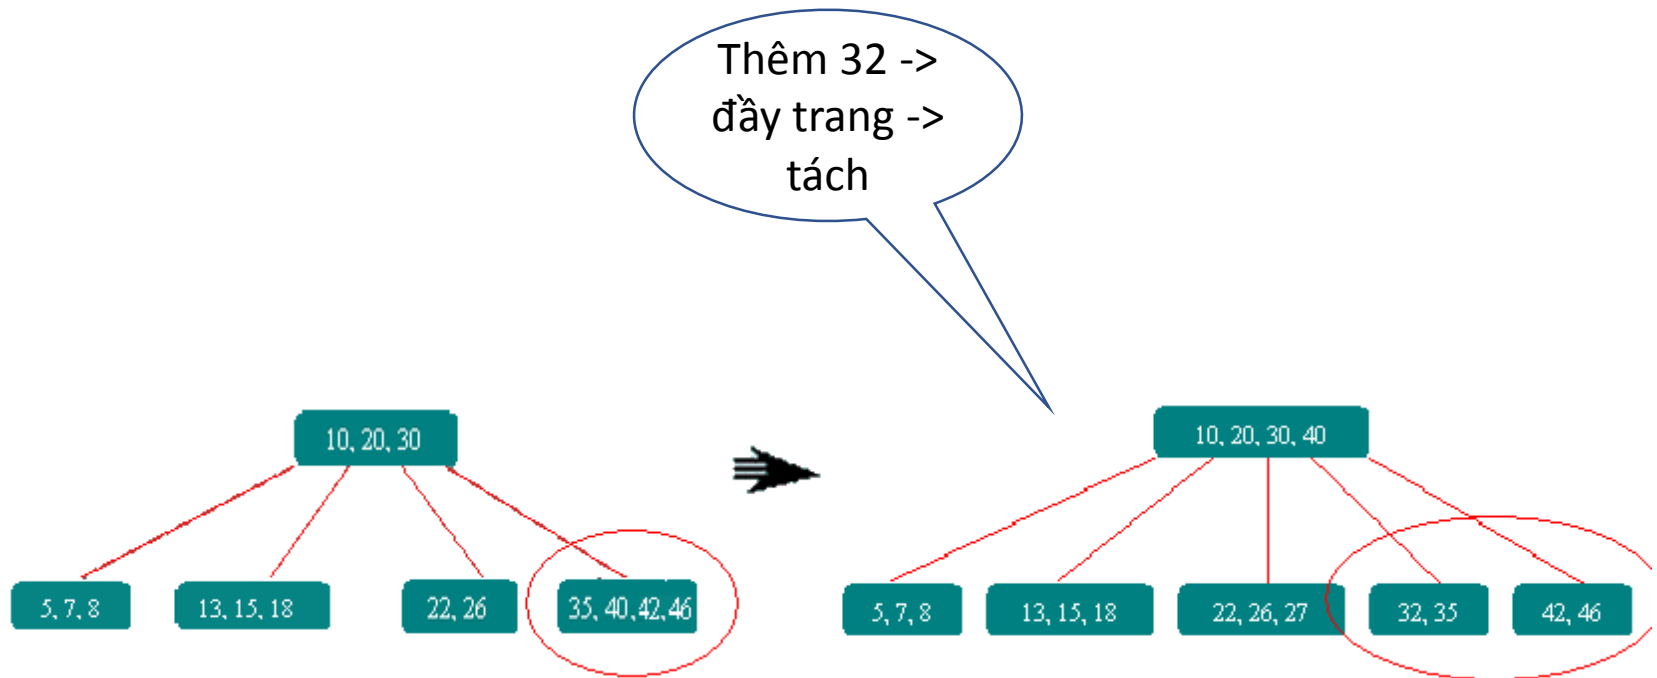 Thêm 32 ->
đầy trang ->
tách
10, 20, 30
10, 20, 30, 40
5, 7, 8
13, 15, 18
22, 26
35, 40,42,46
5, 7, 8
13, 15, 18
22, 26, 27
32, 35
42, 46